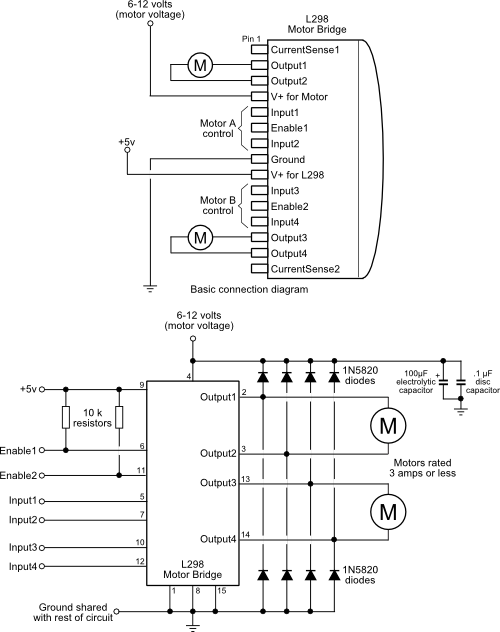 6-12 volts
(motor voltage)
L298
Motor Bridge
Pin 1
CurrentSense1
M
Output1
Output2
V+ for Motor
Motor A
control
Input1
Enable1
Input2
+5v
Ground
V+ for L298
Motor B
control
Input3
Enable2
Input4
M
Output3
Output4
CurrentSense2
Basic connection diagram
6-12 volts
(motor voltage)
4
1N5820
diodes
100µF
electrolytic
capacitor
+
.1 µF
disc
capacitor
+5v
9
10 k
resistors
Output1
2
M
Enable1
6
Output2
3
Enable2
11
Motors rated
3 amps or less
Output3
13
Input1
5
Input2
7
M
Output4
14
Input3
10
Input4
12
L298
Motor Bridge
1N5820
diodes
1
8
15
Ground shared
with rest of circuit